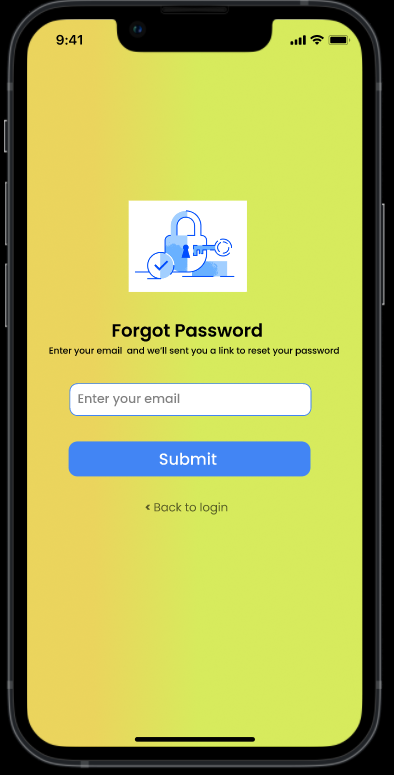 9:41
Forgot Password
Enter your email and we'll sent you a link to reset your password
Enter your email
Submit
< Back to login